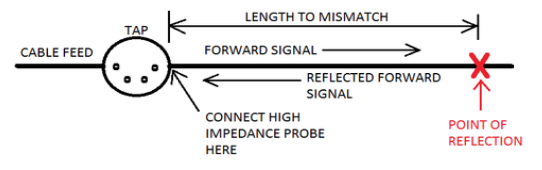 LENGTH TO MISMATCH
TAP
CABLE FEED
FORWARD SIGNAL
REFLECTED FORWARD
SIGNAL
CONNECT HIGH
IMPEDANCE PROBE
HERE
POINT OF
REFLECTION